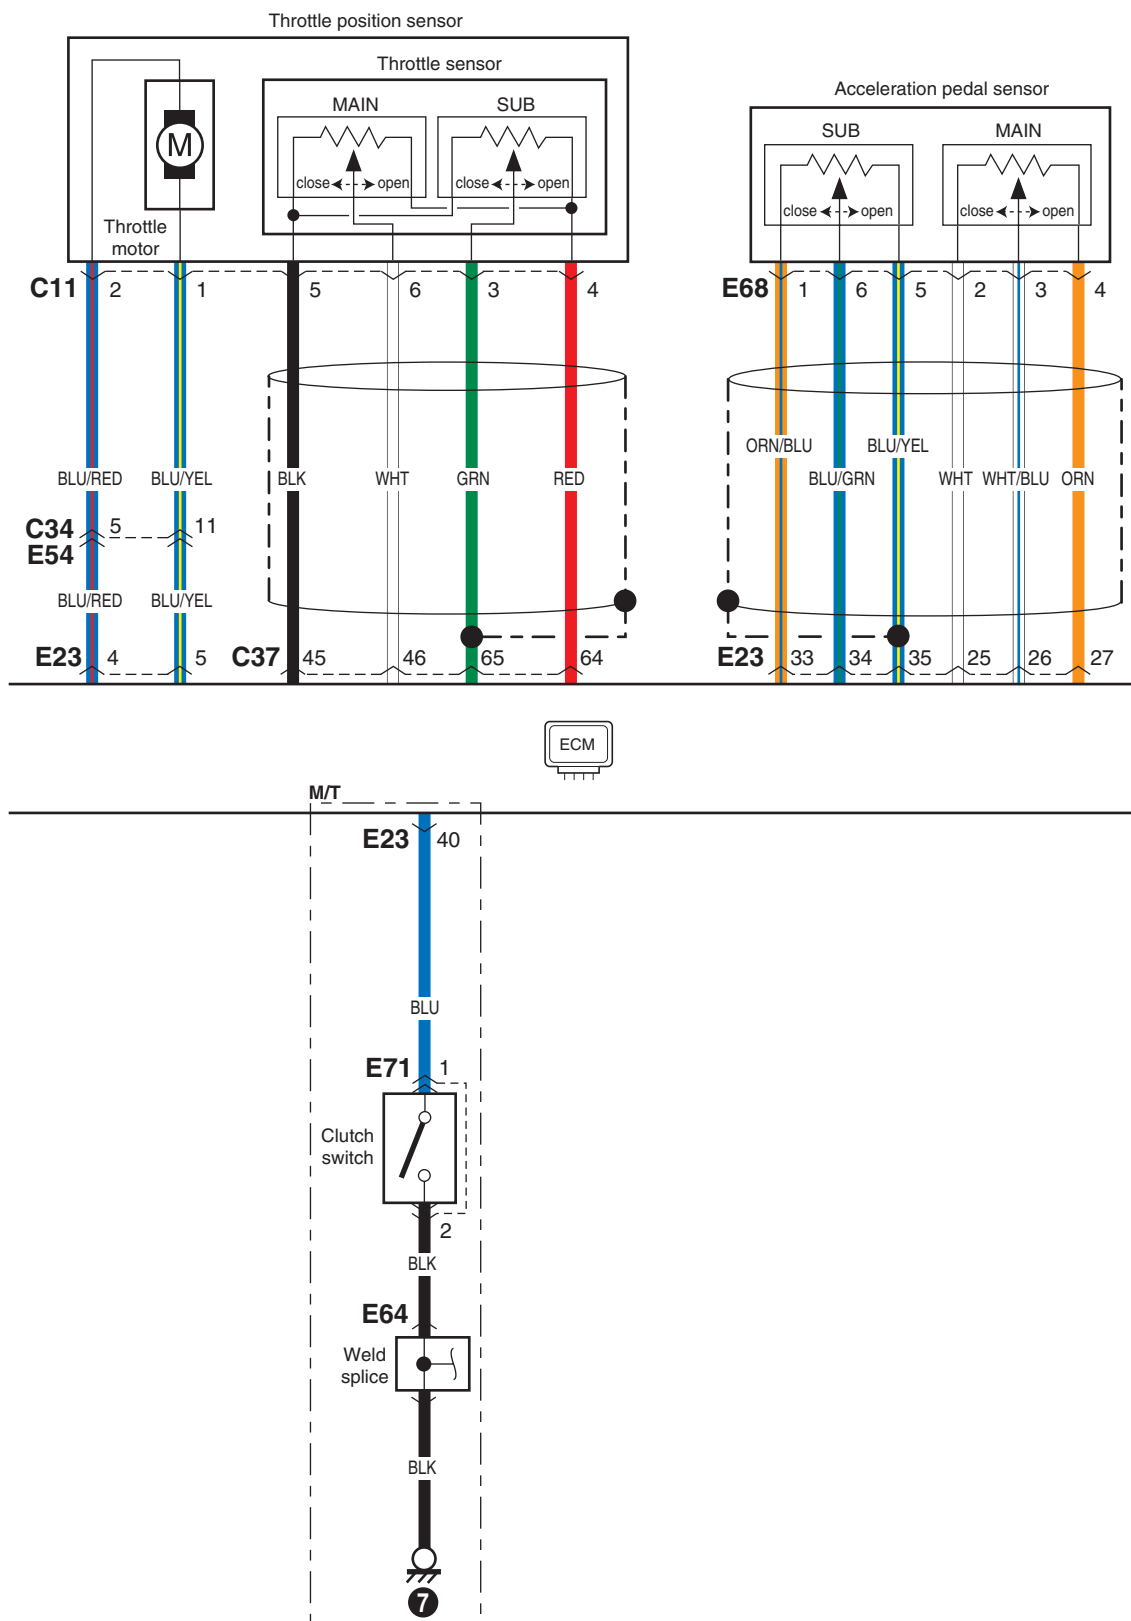 Throttle position sensor
Throttle sensor
MAIN SUB
M
close open close open
Throttle
motor
Acceleration pedal sensor
SUB MAIN
close open close open
C11 2 1 5 6 3 4
E68 1 6 5 2 3 4
ORN/BLU BLU/YEL
BLU/RED BLU/YEL BLK WHT GRN RED BLU/GRN WHT WHT/BLU ORN
C34 5 11
E54
BLU/RED BLU/YEL
E23 4 5 C37 45 46 65 64 E23 33 34 35 25 26 27
ECM
M/T
E23 40
BLU
E71 1
Clutch
switch
2
BLK
E64
Weld
splice
BLK
7